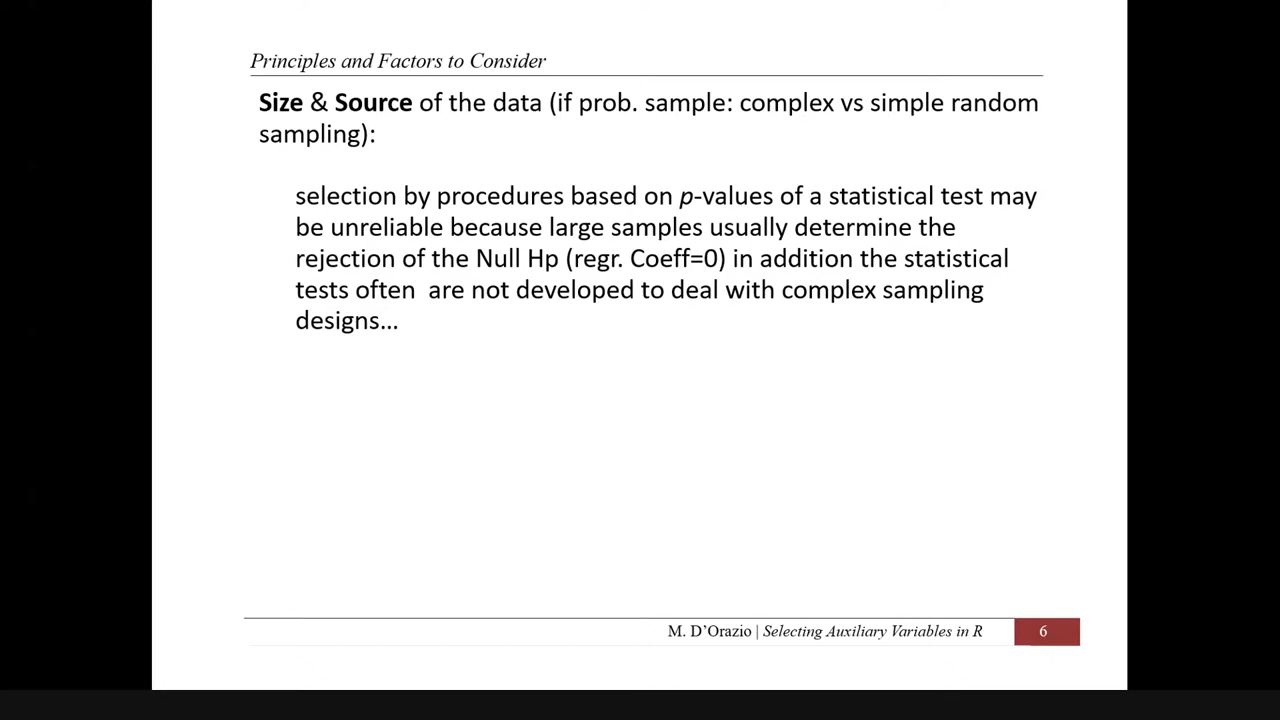 Principles and Factors to Consider
Size & Source of the data (if prob. sample: complex vs simple random
sampling):
selection by procedures based on p-values of a statistical test may
be unreliable because large samples usually determine the
rejection of the Null Hp (regr. Coeff=0) in addition the statistical
tests often  are not developed to deal with complex sampling
designs…
M. D'Orazio | Selecting Auxiliary Variables in R
6